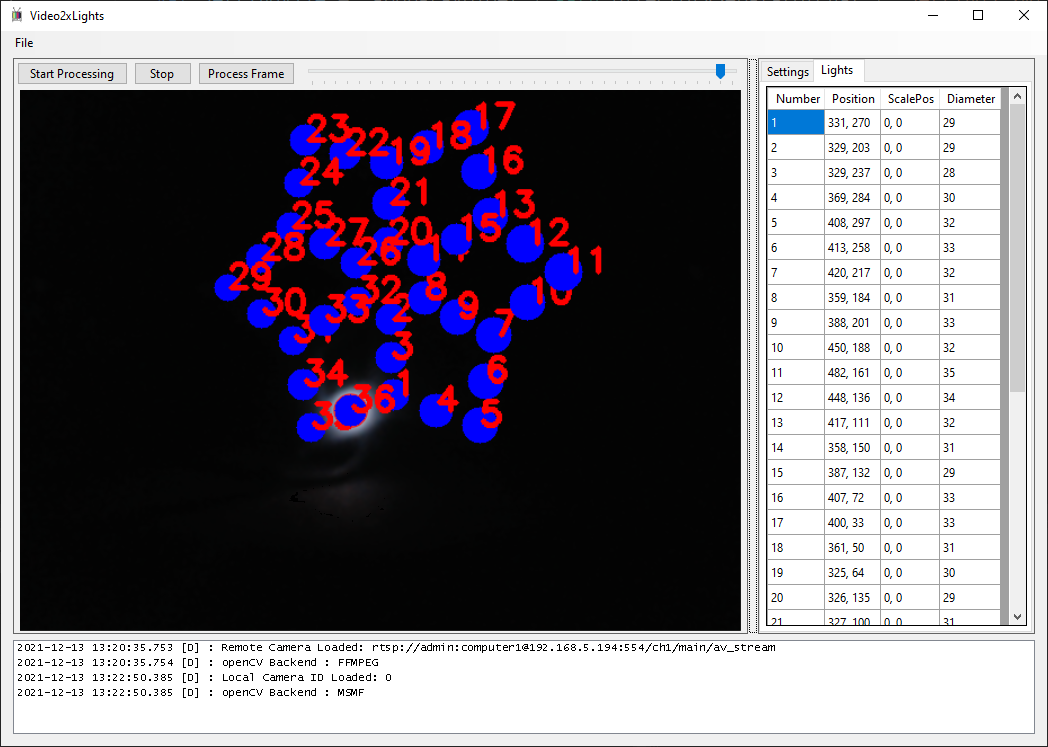 Video2xLights
File
Start Processing Stop Process Frame
Settings Lights
Number Position ScalePos Diameter
1 331, 270 0, 0 29
2 329, 203 0, 0 29
3 329, 237 0, 0 28
4 369, 284 0, 0 30
5 408, 297 0, 0 32
6 413, 258 0, 0 33
7 420, 217 0, 0 32
8 359, 184 0, 0 31
9 388, 201 0, 0 33
10 450, 188 0, 0 32
11 482, 161 0, 0 35
12 448, 136 0, 0 34
13 417, 111 0, 0 32
14 358, 150 0, 0 31
15 387, 132 0, 0 29
16 407, 72 0, 0 33
17 400, 33 0, 0 33
18 361, 50 0, 0 31
19 325, 64 0, 0 30
20 326, 135 0, 0 29
21 327, 100 0, 0 31
17
23
18
22
19
16
24
21
13
25
20
15
12
27
26
28
11
29
32
8
10
30
33
2
9
7
3
34
6
1
36
4
5
2021-12-13 13:20:35.753 [D] : Remote Camera Loaded: rtsp://admin:computer1@192.168.5.194:554/ch1/main/av_stream
2021-12-13 13:20:35.754 [D] : openCV Backend : FFMPEG
2021-12-13 13:22:50.385 [D] : Local Camera ID Loaded: 0
2021-12-13 13:22:50.385 [D] : openCV Backend : MSMF